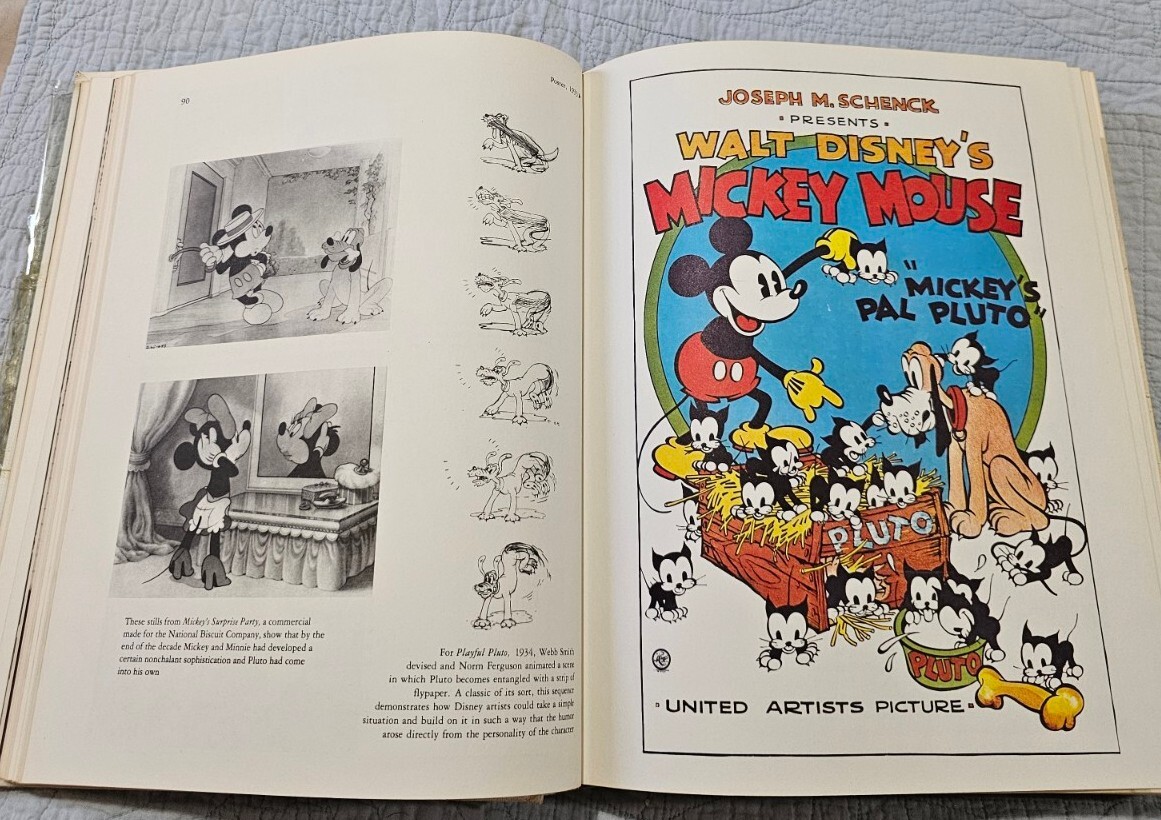 90
Poster, 193
These stills from Mickey's Surprise Party, a commercial
made for the National Biscuit Company, show that by the
end of the decade Mickey and Minnie had developed a
certain nonchalant sophistication and Pluto had come
into his own
For Playful Pluto, 1934, Webb Smith
devised and Norm Ferguson animated a scene
in which Pluto becomes entangled with a strip of
flypaper. A classic of its sort, this sequence
demonstrates how Disney artists could take a simple
situation and build on it in such a way that the humor
arose directly from the personality of the character
JOSEPH M. SCHENCK
PRESENTS
WALT DISNEY'S
MICKEY MOUSE
"MICKEY'S
PAL PLUTO"
PLUTO
PLUTO
UNITED ARTISTS PICTURE